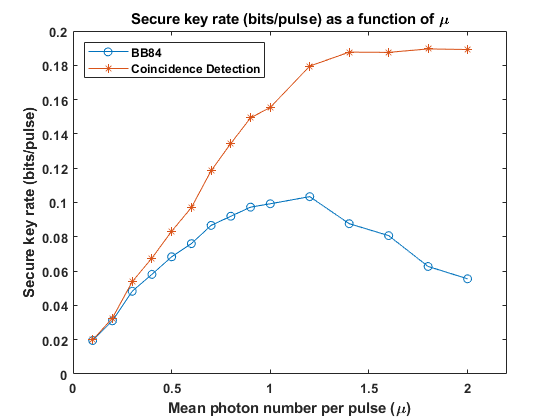 Secure key rate (bits/pulse) as a function of μ
BB84
Coincidence Detection
Secure key rate (bits/pulse)
0.2
0.18
0.16
0.14
0.12
0.1
0.08
0.06
0.04
0.02
0
0 0.5 1 1.5 2
Mean photon number per pulse (μ)